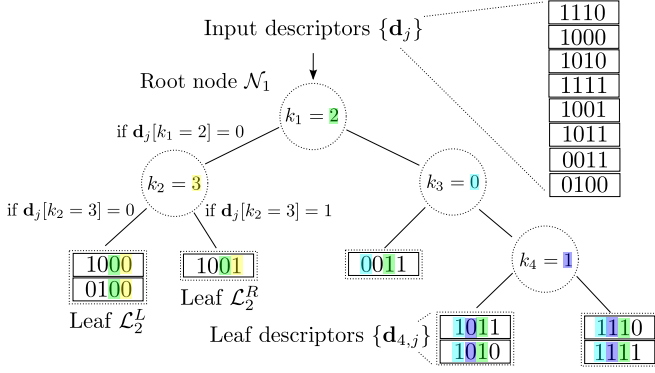 Input descriptors {d_j}
1110
1000
1010
1111
1001
1011
0011
0100
Root node 𝒩_1
k_1 = 2
if d_j[k_1 = 2] = 0
k_2 = 3
k_3 = 0
if d_j[k_2 = 3] = 0
if d_j[k_2 = 3] = 1
k_4 = 1
1000
0100
1001
0011
Leaf ℒ_2^L
Leaf ℒ_2^R
Leaf descriptors {d_{4,j}}
1011
1010
1110
1111